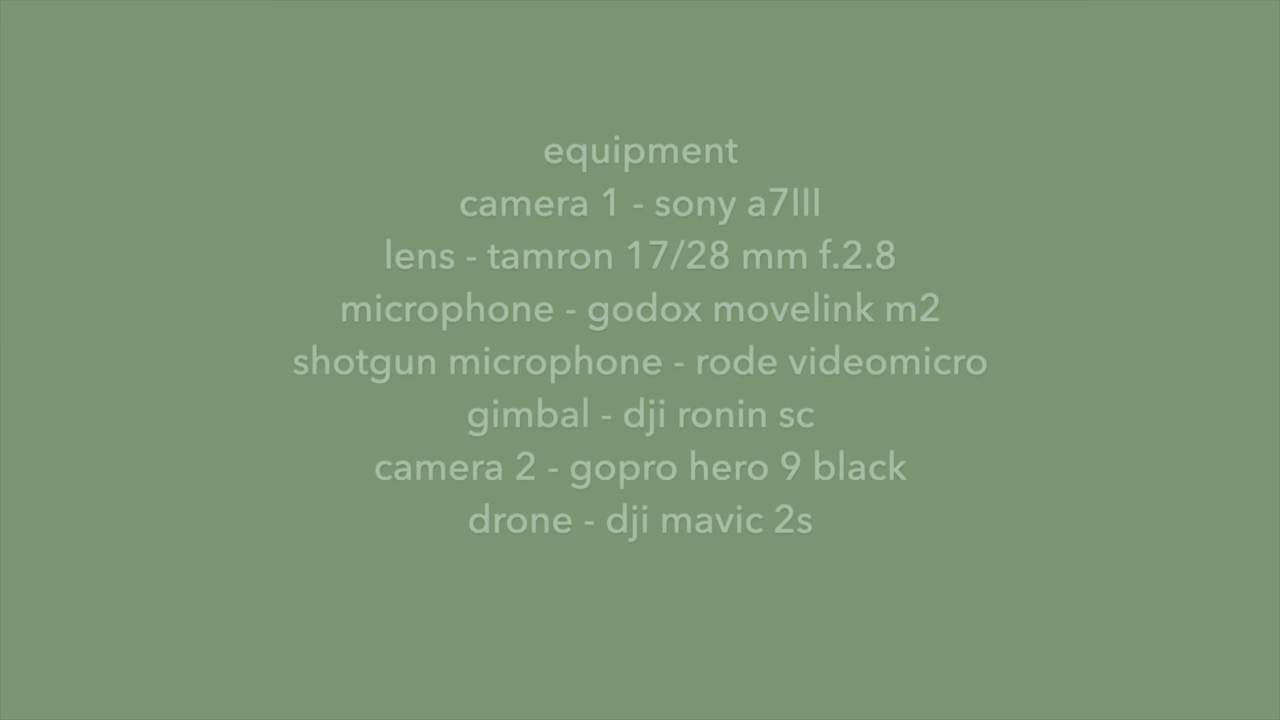 equipment
camera 1 - sony a7III
lens - tamron 17/28 mm f.2.8
microphone - godox movelink m2
shotgun microphone - rode videomicro
gimbal - dji ronin sc
camera 2 - gopro hero 9 black
drone - dji mavic 2s